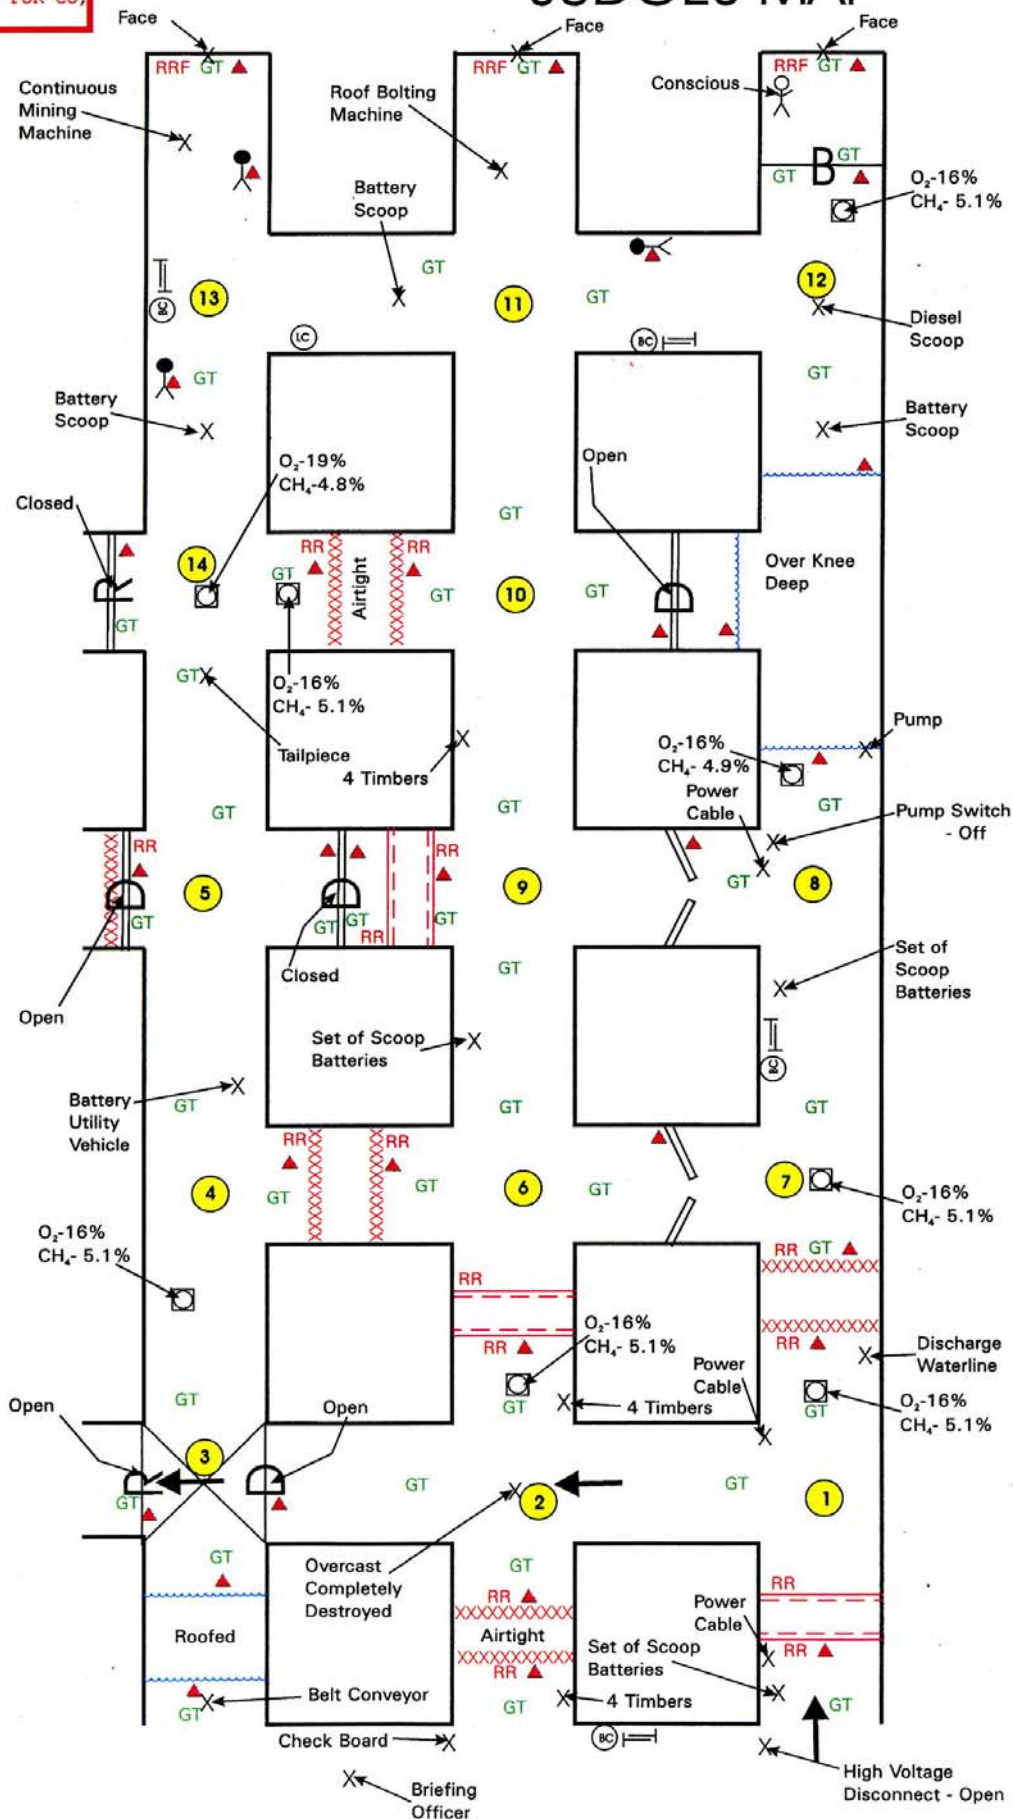 JUDGES MAP
Face
Face
Face
RRF GT
RRF GT
RRF GT
Continuous
Mining
Machine
Roof Bolting
Machine
Conscious
B
GT
GT
O₂-16%
CH₄- 5.1%
Battery
Scoop
GT
GT
12
13
11
BC
LC
BC
Diesel
Scoop
GT
GT
Battery
Scoop
Battery
Scoop
O₂-19%
CH₄-4.8%
Open
Closed
GT
RR
RR
14
GT
Airtight
GT
10
GT
Over Knee
Deep
GT
GT
O₂-16%
CH₄- 5.1%
Tailpiece
4 Timbers
O₂-16%
CH₄- 4.9%
Pump
Power
Cable
GT
GT
GT
Pump Switch
- Off
RR
RR
5
9
GT
8
GT
GT
GT
GT
RR
Closed
GT
Open
Set of
Scoop
Batteries
Set of Scoop
Batteries
BC
Battery
Utility
Vehicle
GT
GT
GT
RR
RR
4
GT
GT
6
GT
7
O₂-16%
CH₄- 5.1%
O₂-16%
CH₄- 5.1%
RR GT
RR
RR
RR
O₂-16%
CH₄- 5.1%
Discharge
Waterline
Power
Cable
GT
Open
Open
GT
4 Timbers
GT
O₂-16%
CH₄- 5.1%
3
GT
GT
2
GT
1
GT
Overcast
Completely
Destroyed
GT
RR
RR
Airtight
Roofed
RR
Power
Cable
RR
Set of Scoop
Batteries
GT
Belt Conveyor
GT
4 Timbers
GT
Check Board
BC
High Voltage
Disconnect - Open
Briefing
Officer